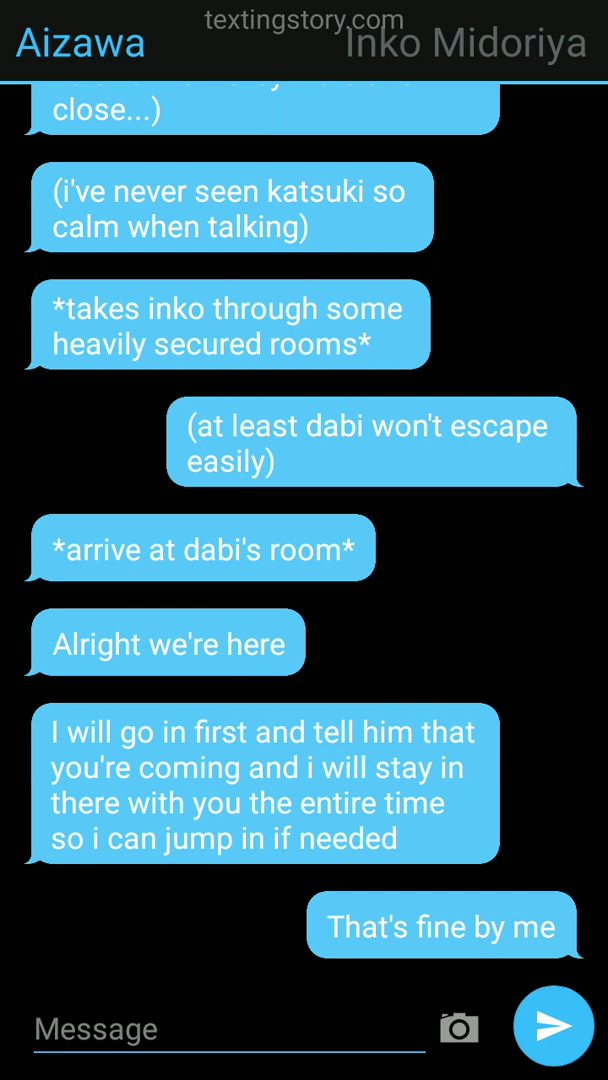 textingstory.com
Aizawa
Inko Midoriya
close...)
(i've never seen katsuki so
calm when talking)
*takes inko through some
heavily secured rooms*
(at least dabi won't escape
easily)
*arrive at dabi's room*
Alright we're here
I will go in first and tell him that
you're coming and i will stay in
there with you the entire time
so i can jump in if needed
That's fine by me
Message